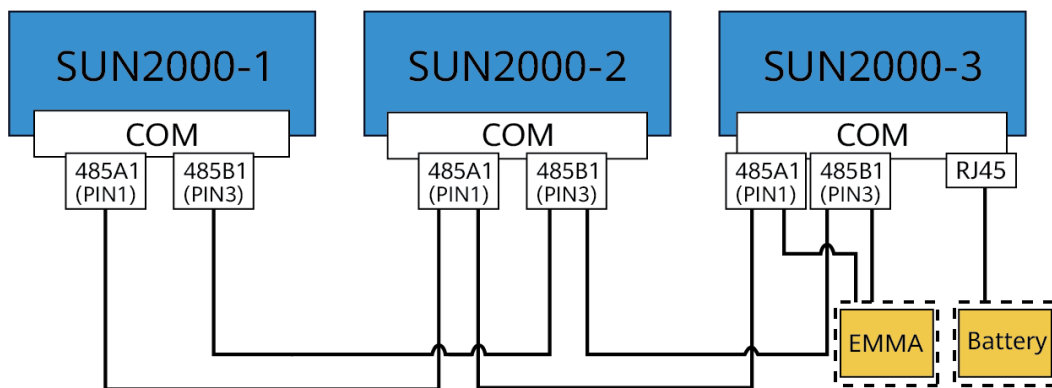 SUN2000-1
SUN2000-2
SUN2000-3
COM
COM
COM
485A1
(PIN1)
485B1
(PIN3)
485A1
(PIN1)
485B1
(PIN3)
485A1
(PIN1)
485B1
(PIN3)
RJ45
EMMA
Battery